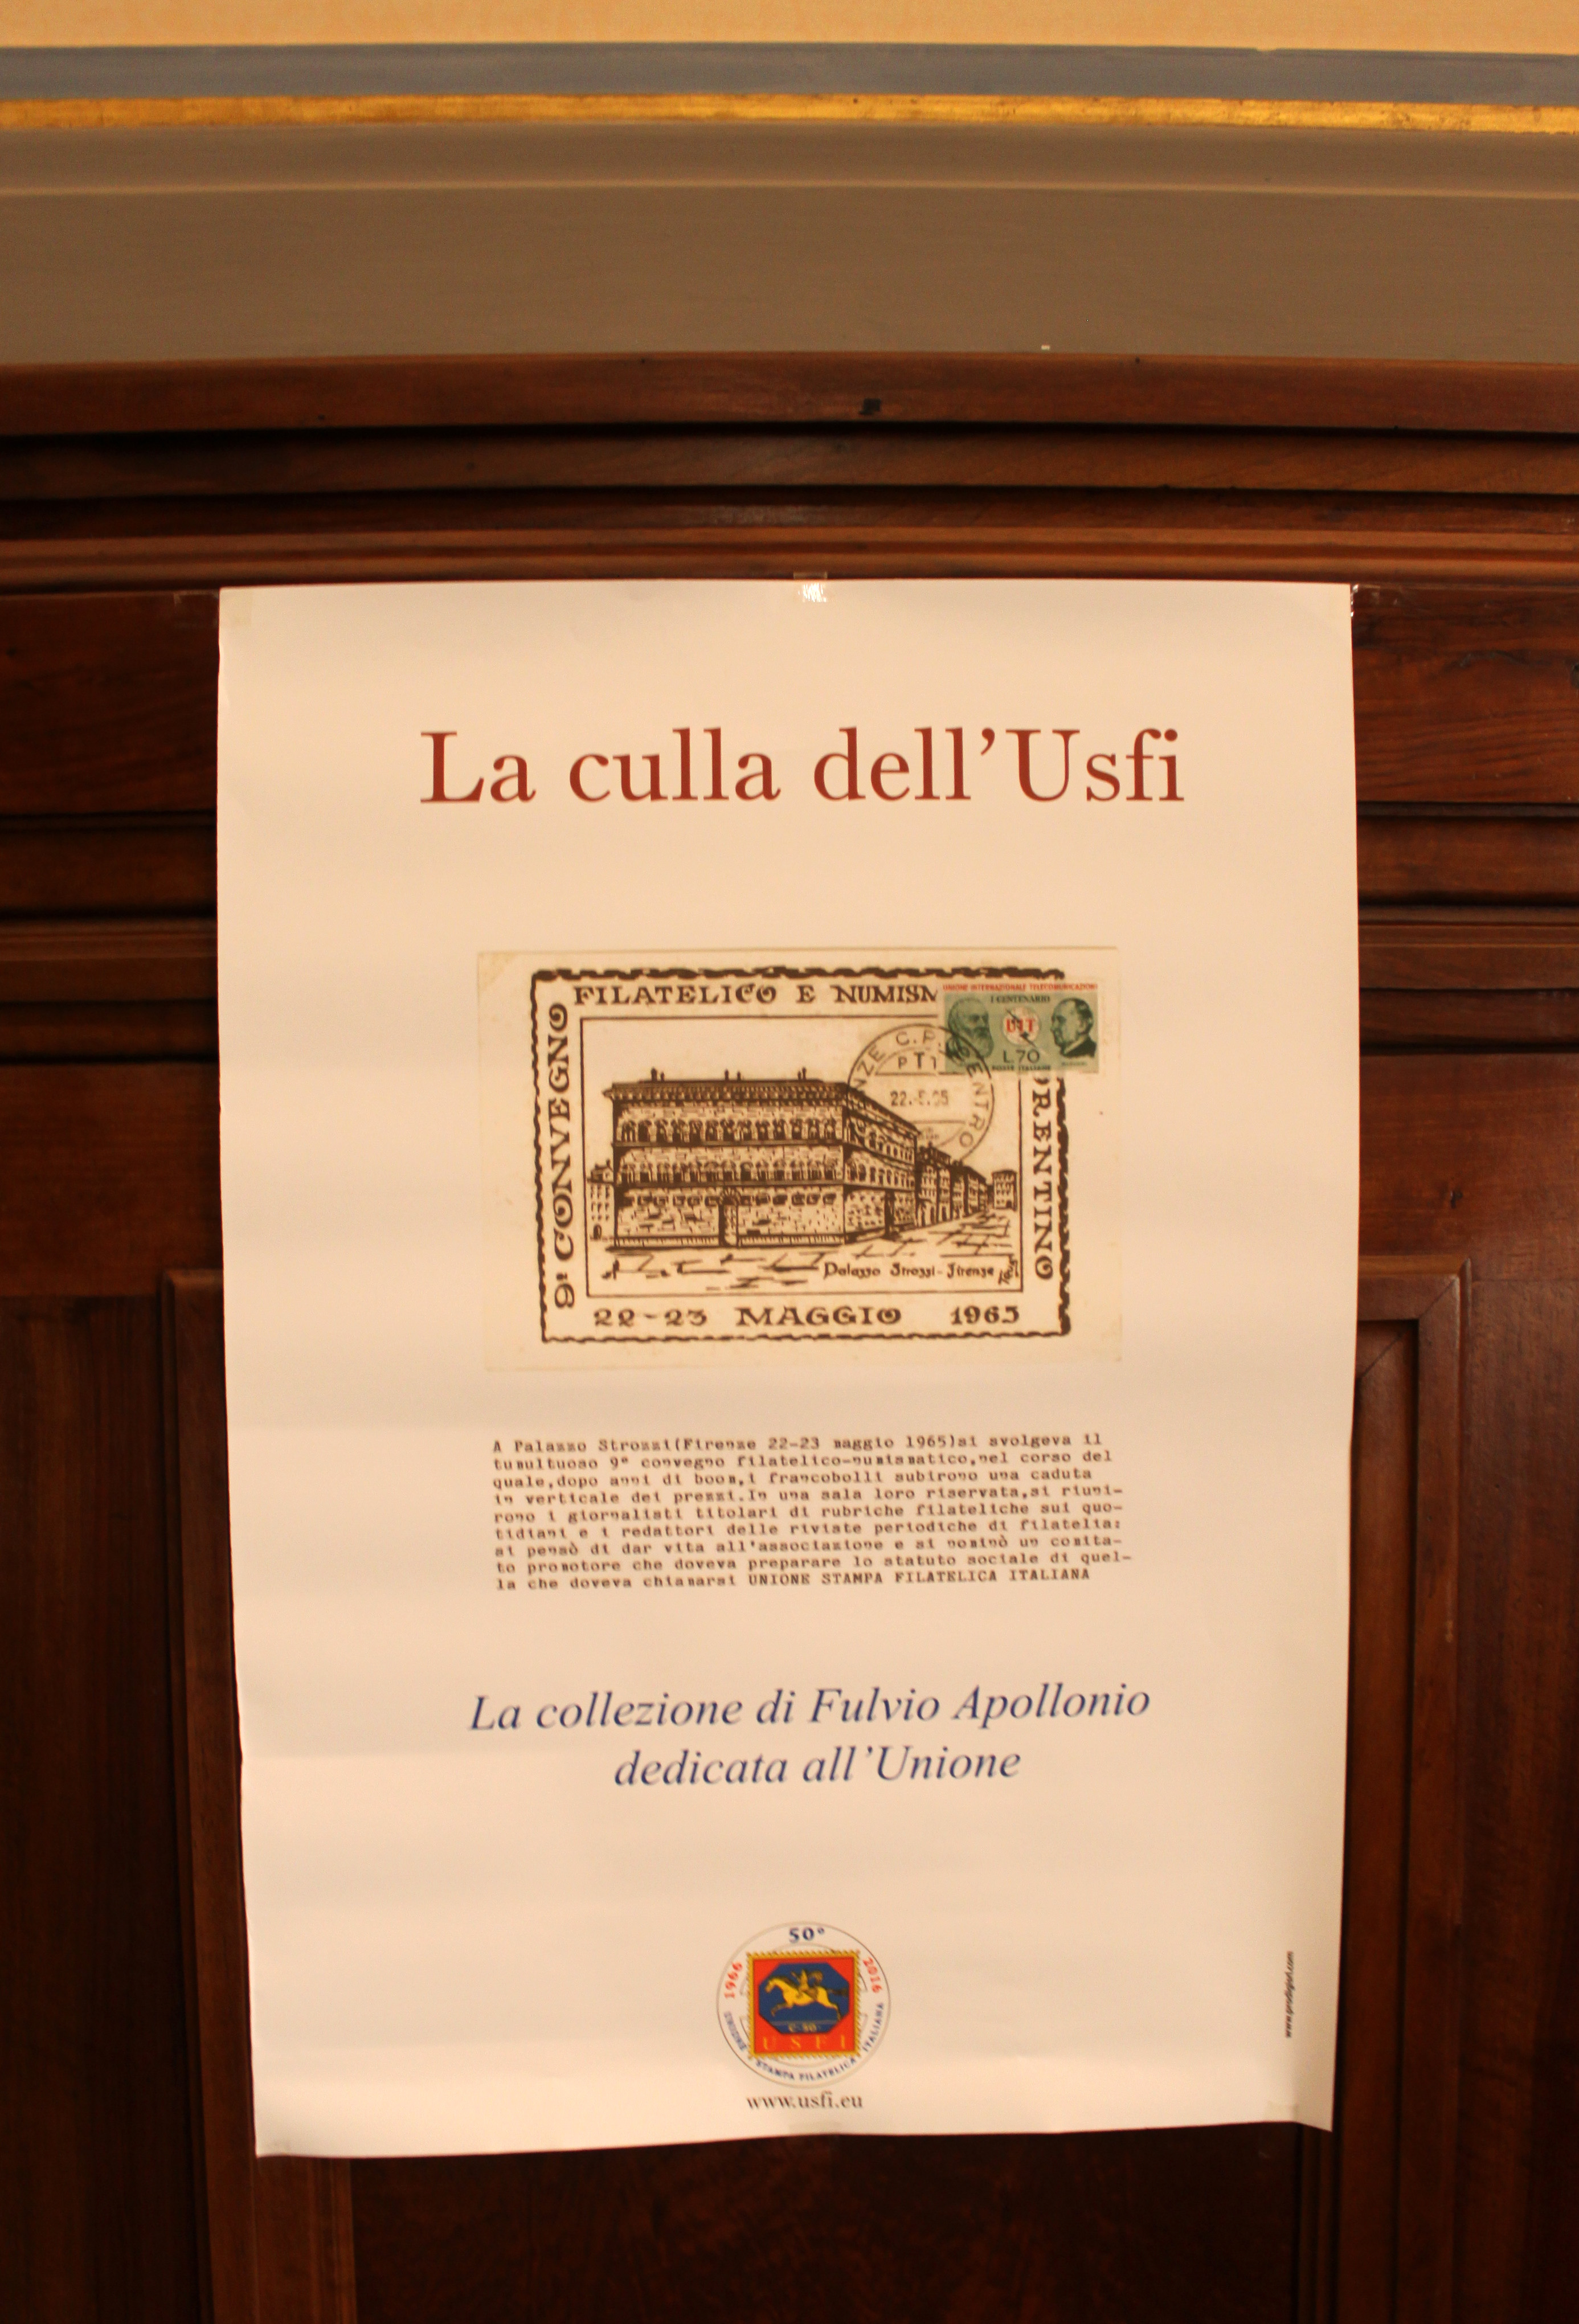 La culla dell'Usfi
9° CONVEGNO
FILATELICO E NUMISM
ORENTINO
UNIONE INTERNAZIONALE TELECOMUNICAZIONI
I CENTENARIO
UIT
L.70
POSTE ITALIANE
NZE C.P. ENTRO
22.-5.65
Palazzo Strozzi - Firenze
22-23 MAGGIO 1965
A Palazzo Strozzi(Firenze 22-23 maggio 1965)si svolgeva il
tumultuoso 9° convegno filatelico-numismatico,nel corso del
quale,dopo anni di boom,i francobolli subirono una caduta
in verticale dei prezzi.In una sala loro riservata,si riuni-
rono i giornalisti titolari di rubriche filateliche sui quo-
tidiani e i redattori delle riviste periodiche di filatelia:
si pensò di dar vita all'associazione e si nominò un comita-
to promotore che doveva preparare lo statuto sociale di quel-
la che doveva chiamarsi UNIONE STAMPA FILATELICA ITALIANA
La collezione di Fulvio Apollonio
dedicata all'Unione
50°
1966 2016
C. 50
USFI
UNIONE STAMPA FILATELICA ITALIANA
www.usfi.eu